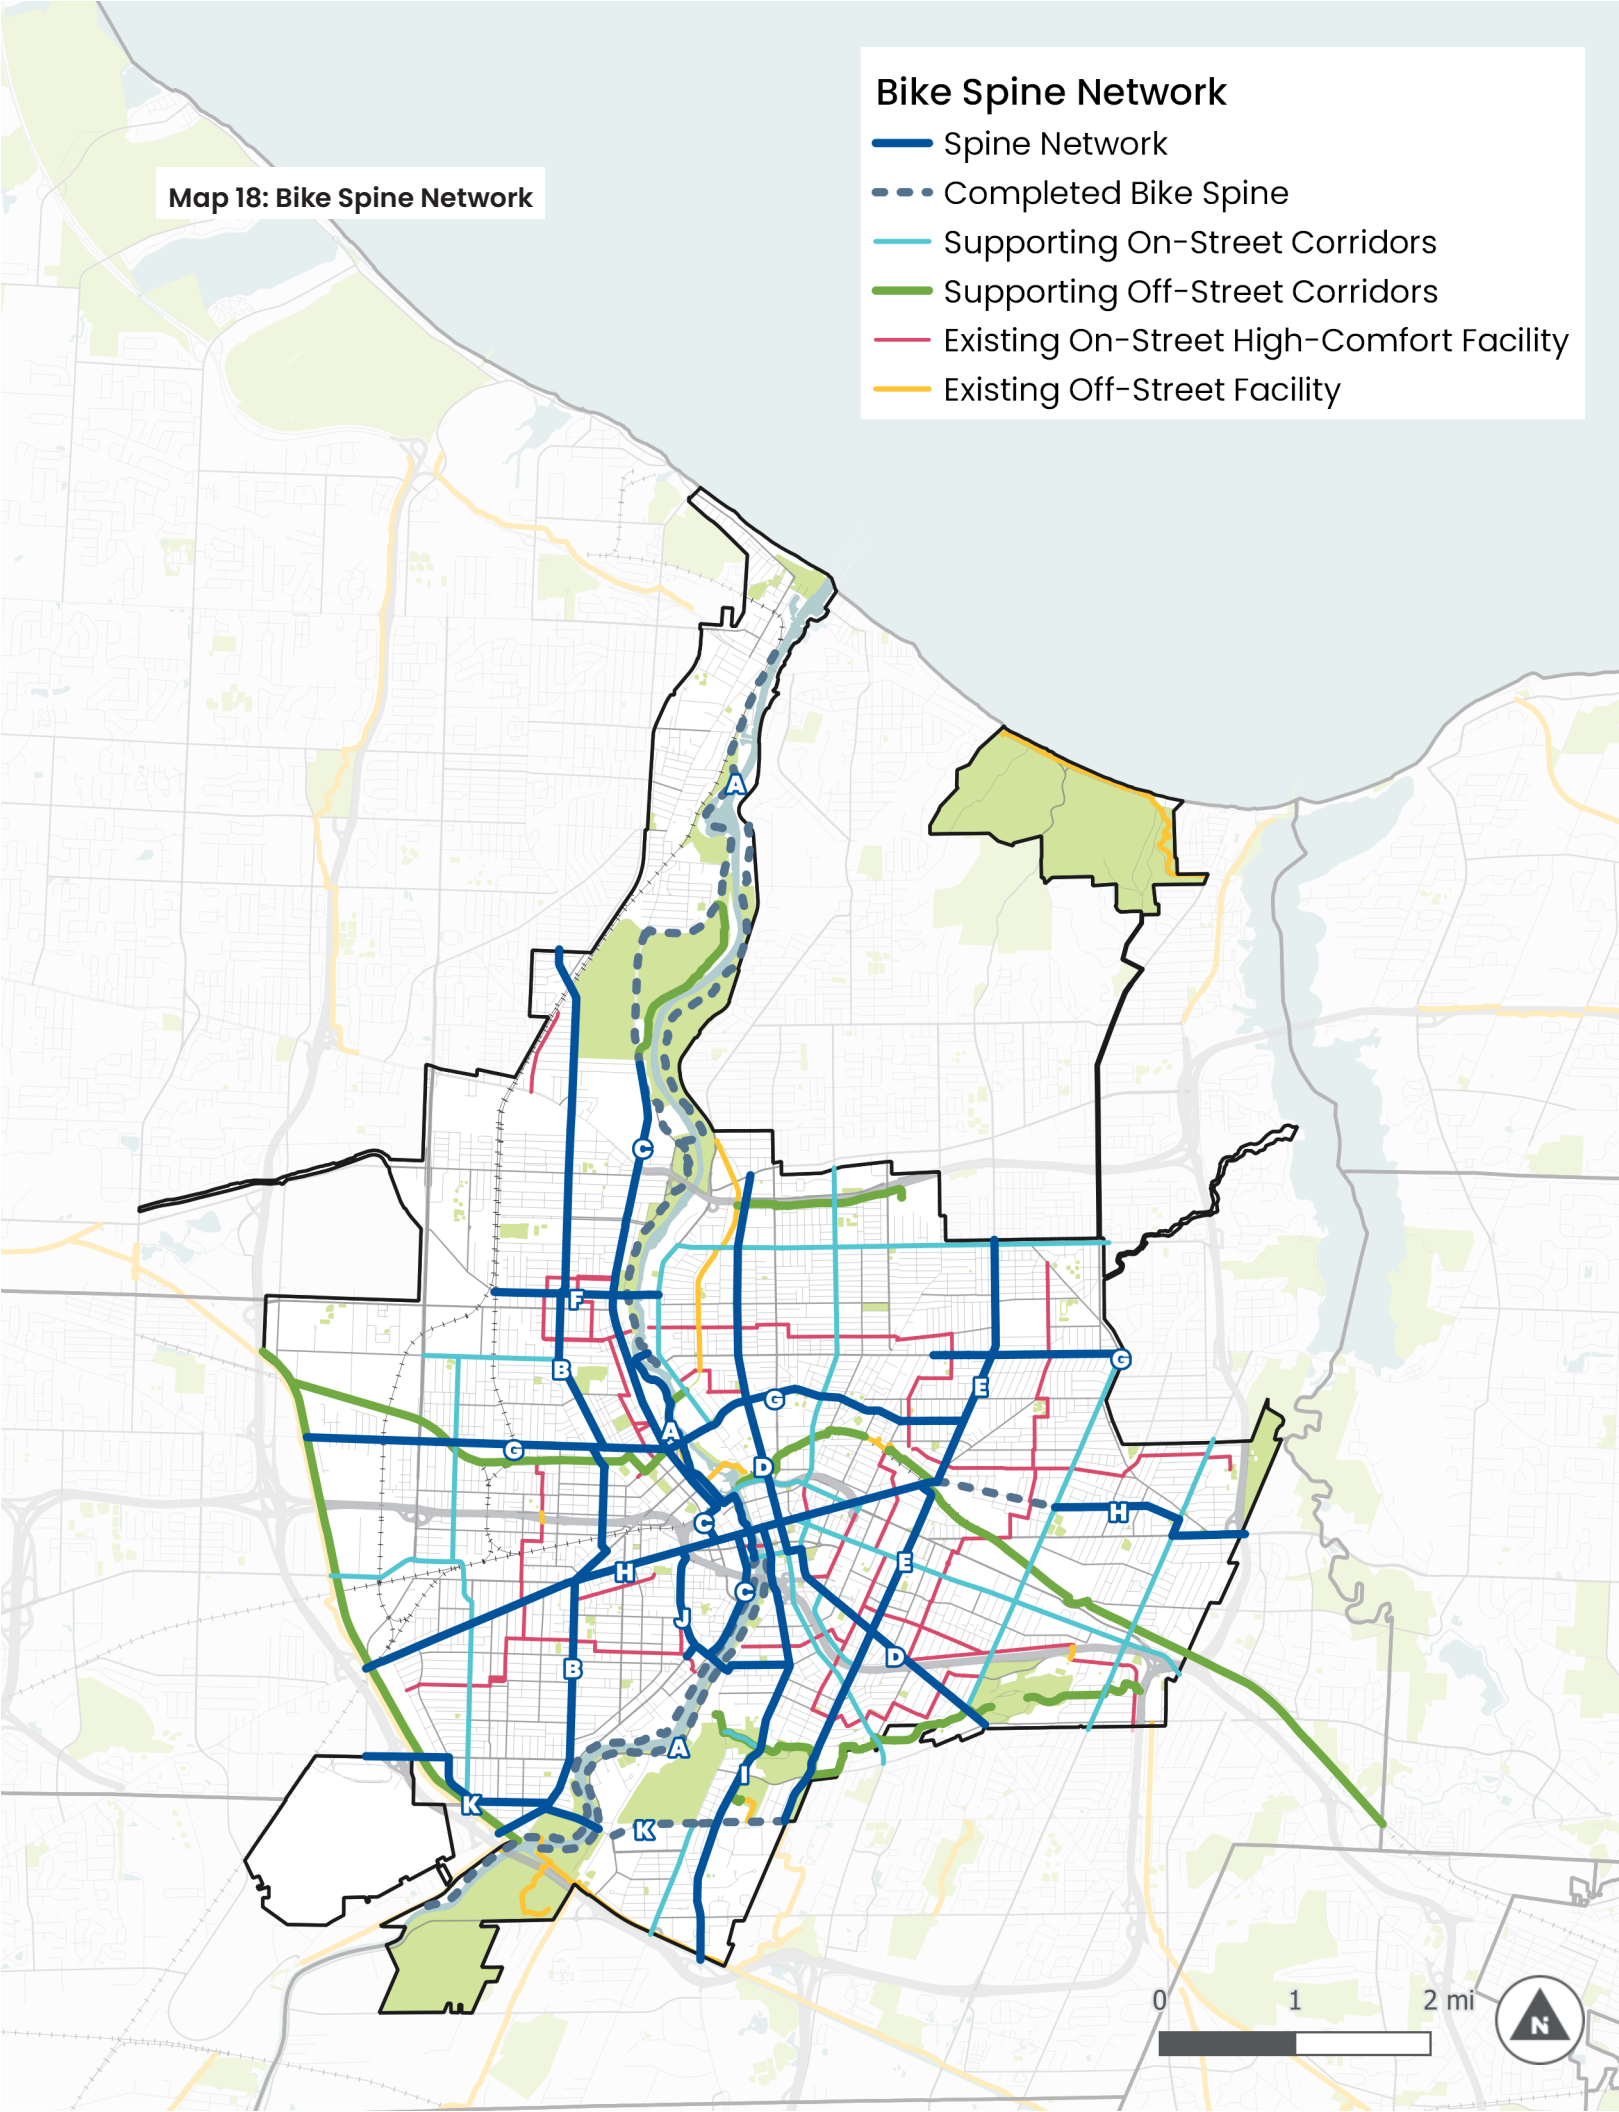 Bike Spine Network
Spine Network
Completed Bike Spine
Map 18: Bike Spine Network
Supporting On-Street Corridors
Supporting Off-Street Corridors
Existing On-Street High-Comfort Facility
Existing Off-Street Facility
A
C
F
B
G
E
G
A
G
D
C
H
E
H
C
J
D
B
A
I
K
K
0 1 2 mi
N